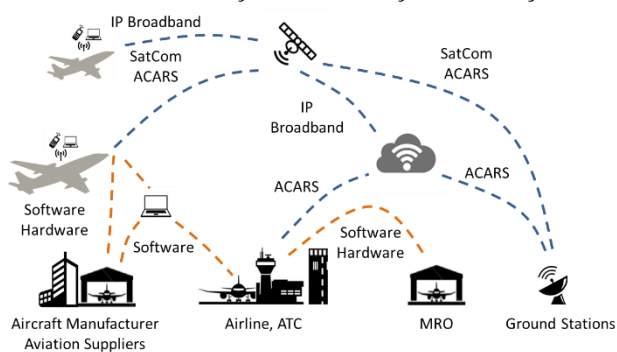 IP Broadband
SatCom
ACARS
SatCom
ACARS
IP
Broadband
ACARS
ACARS
Software
Hardware
Software
Software
Hardware
Aircraft Manufacturer
Aviation Suppliers
Airline, ATC
MRO
Ground Stations